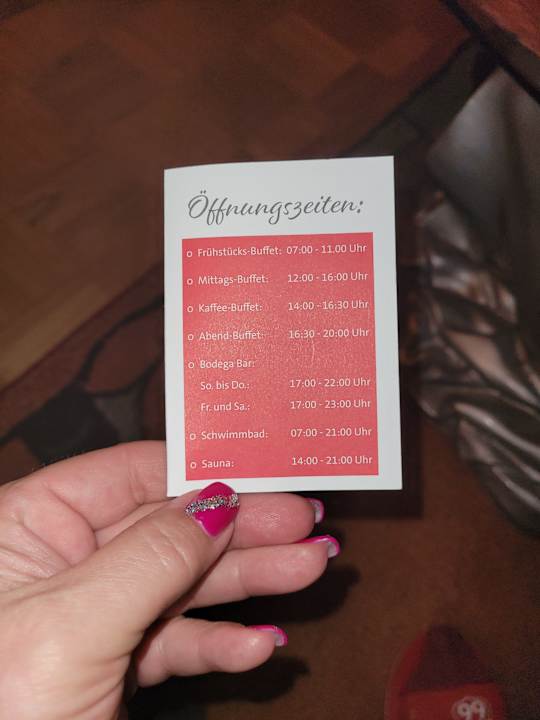 Öffnungszeiten:
o Frühstücks-Buffet: 07:00 - 11.00 Uhr
o Mittags-Buffet: 12:00 - 16:00 Uhr
o Kaffee-Buffet: 14:00 - 16:30 Uhr
o Abend-Buffet: 16:30 - 20:00 Uhr
o Bodega Bar:
So. bis Do.: 17:00 - 22:00 Uhr
Fr. und Sa.: 17:00 - 23:00 Uhr
o Schwimmbad: 07:00 - 21:00 Uhr
o Sauna: 14:00 - 21:00 Uhr